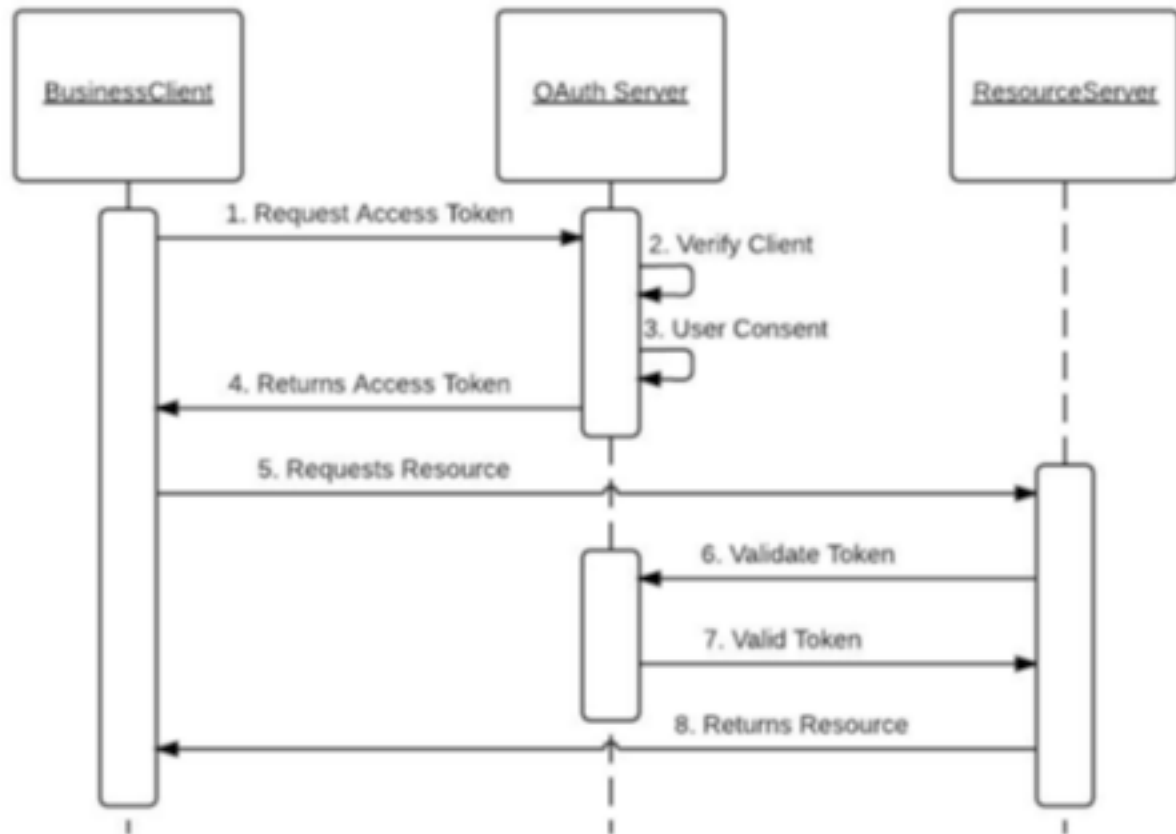 BusinessClient
OAuth Server
ResourceServer
1. Request Access Token
2. Verify Client
3. User Consent
4. Returns Access Token
5. Requests Resource
6. Validate Token
7. Valid Token
8. Returns Resource